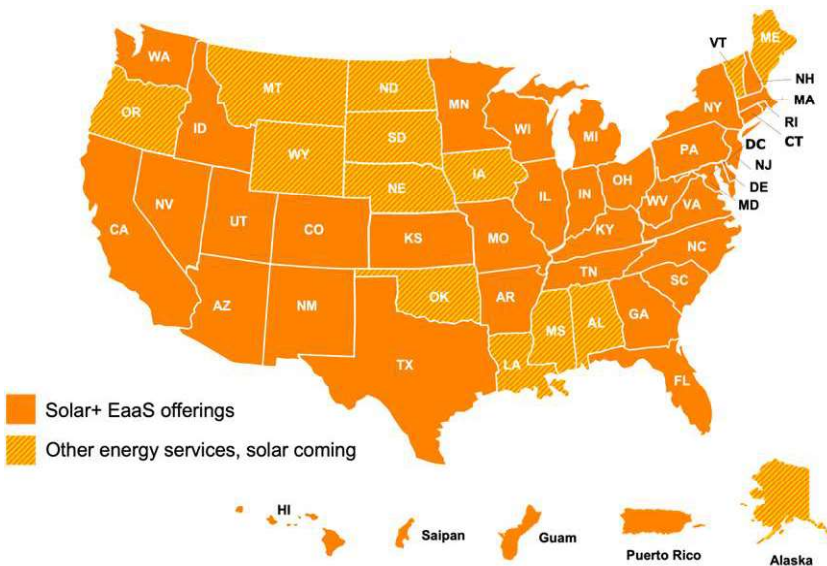 WA
MT
ND
MN
VT
ME
NH
MA
RI
CT
OR
ID
WY
SD
WI
MI
NY
DC
NJ
DE
MD
PA
NE
IA
IL
IN
OH
WV
VA
CA
NV
UT
CO
KS
MO
KY
NC
TN
SC
AZ
NM
OK
AR
MS
AL
GA
TX
LA
FL
Solar+ EaaS offerings
Other energy services, solar coming
HI
Saipan
Guam
Puerto Rico
Alaska